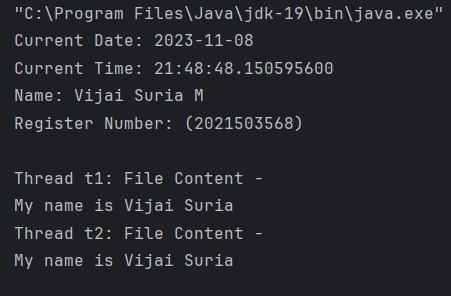 "C:\Program Files\Java\jdk-19\bin\java.exe"
Current Date: 2023-11-08
Current Time: 21:48:48.150595600
Name: Vijai Suria M
Register Number: (2021503568)
Thread t1: File Content -
My name is Vijai Suria
Thread t2: File Content -
My name is Vijai Suria